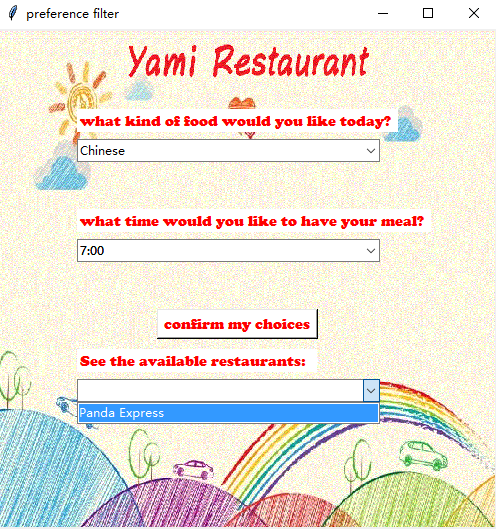 preference filter
Yami Restaurant
what kind of food would you like today?
Chinese
what time would you like to have your meal?
7:00
confirm my choices
See the available restaurants:
Panda Express